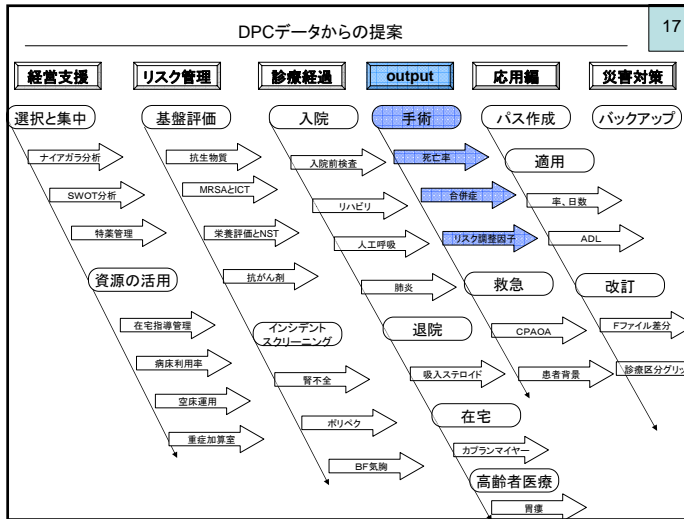 DPCデータからの提案
17
経営支援
リスク管理
診療経過
output
応用編
災害対策
選択と集中
基盤評価
入院
手術
パス作成
バックアップ
ナイアガラ分析
抗生物質
入院前検査
死亡率
適用
SWOT分析
MRSAとICT
リハビリ
合併症
率、日数
特薬管理
栄養評価とNST
人工呼吸
リスク調整因子
ADL
資源の活用
抗がん剤
肺炎
救急
改訂
在宅指導管理
インシデント
スクリーニング
退院
CPAOA
Fファイル差分
病床利用率
腎不全
吸入ステロイド
患者背景
診療区分グリッ
空床運用
ポリペク
在宅
重症加算室
BF気胸
カプランマイヤー
高齢者医療
胃瘻